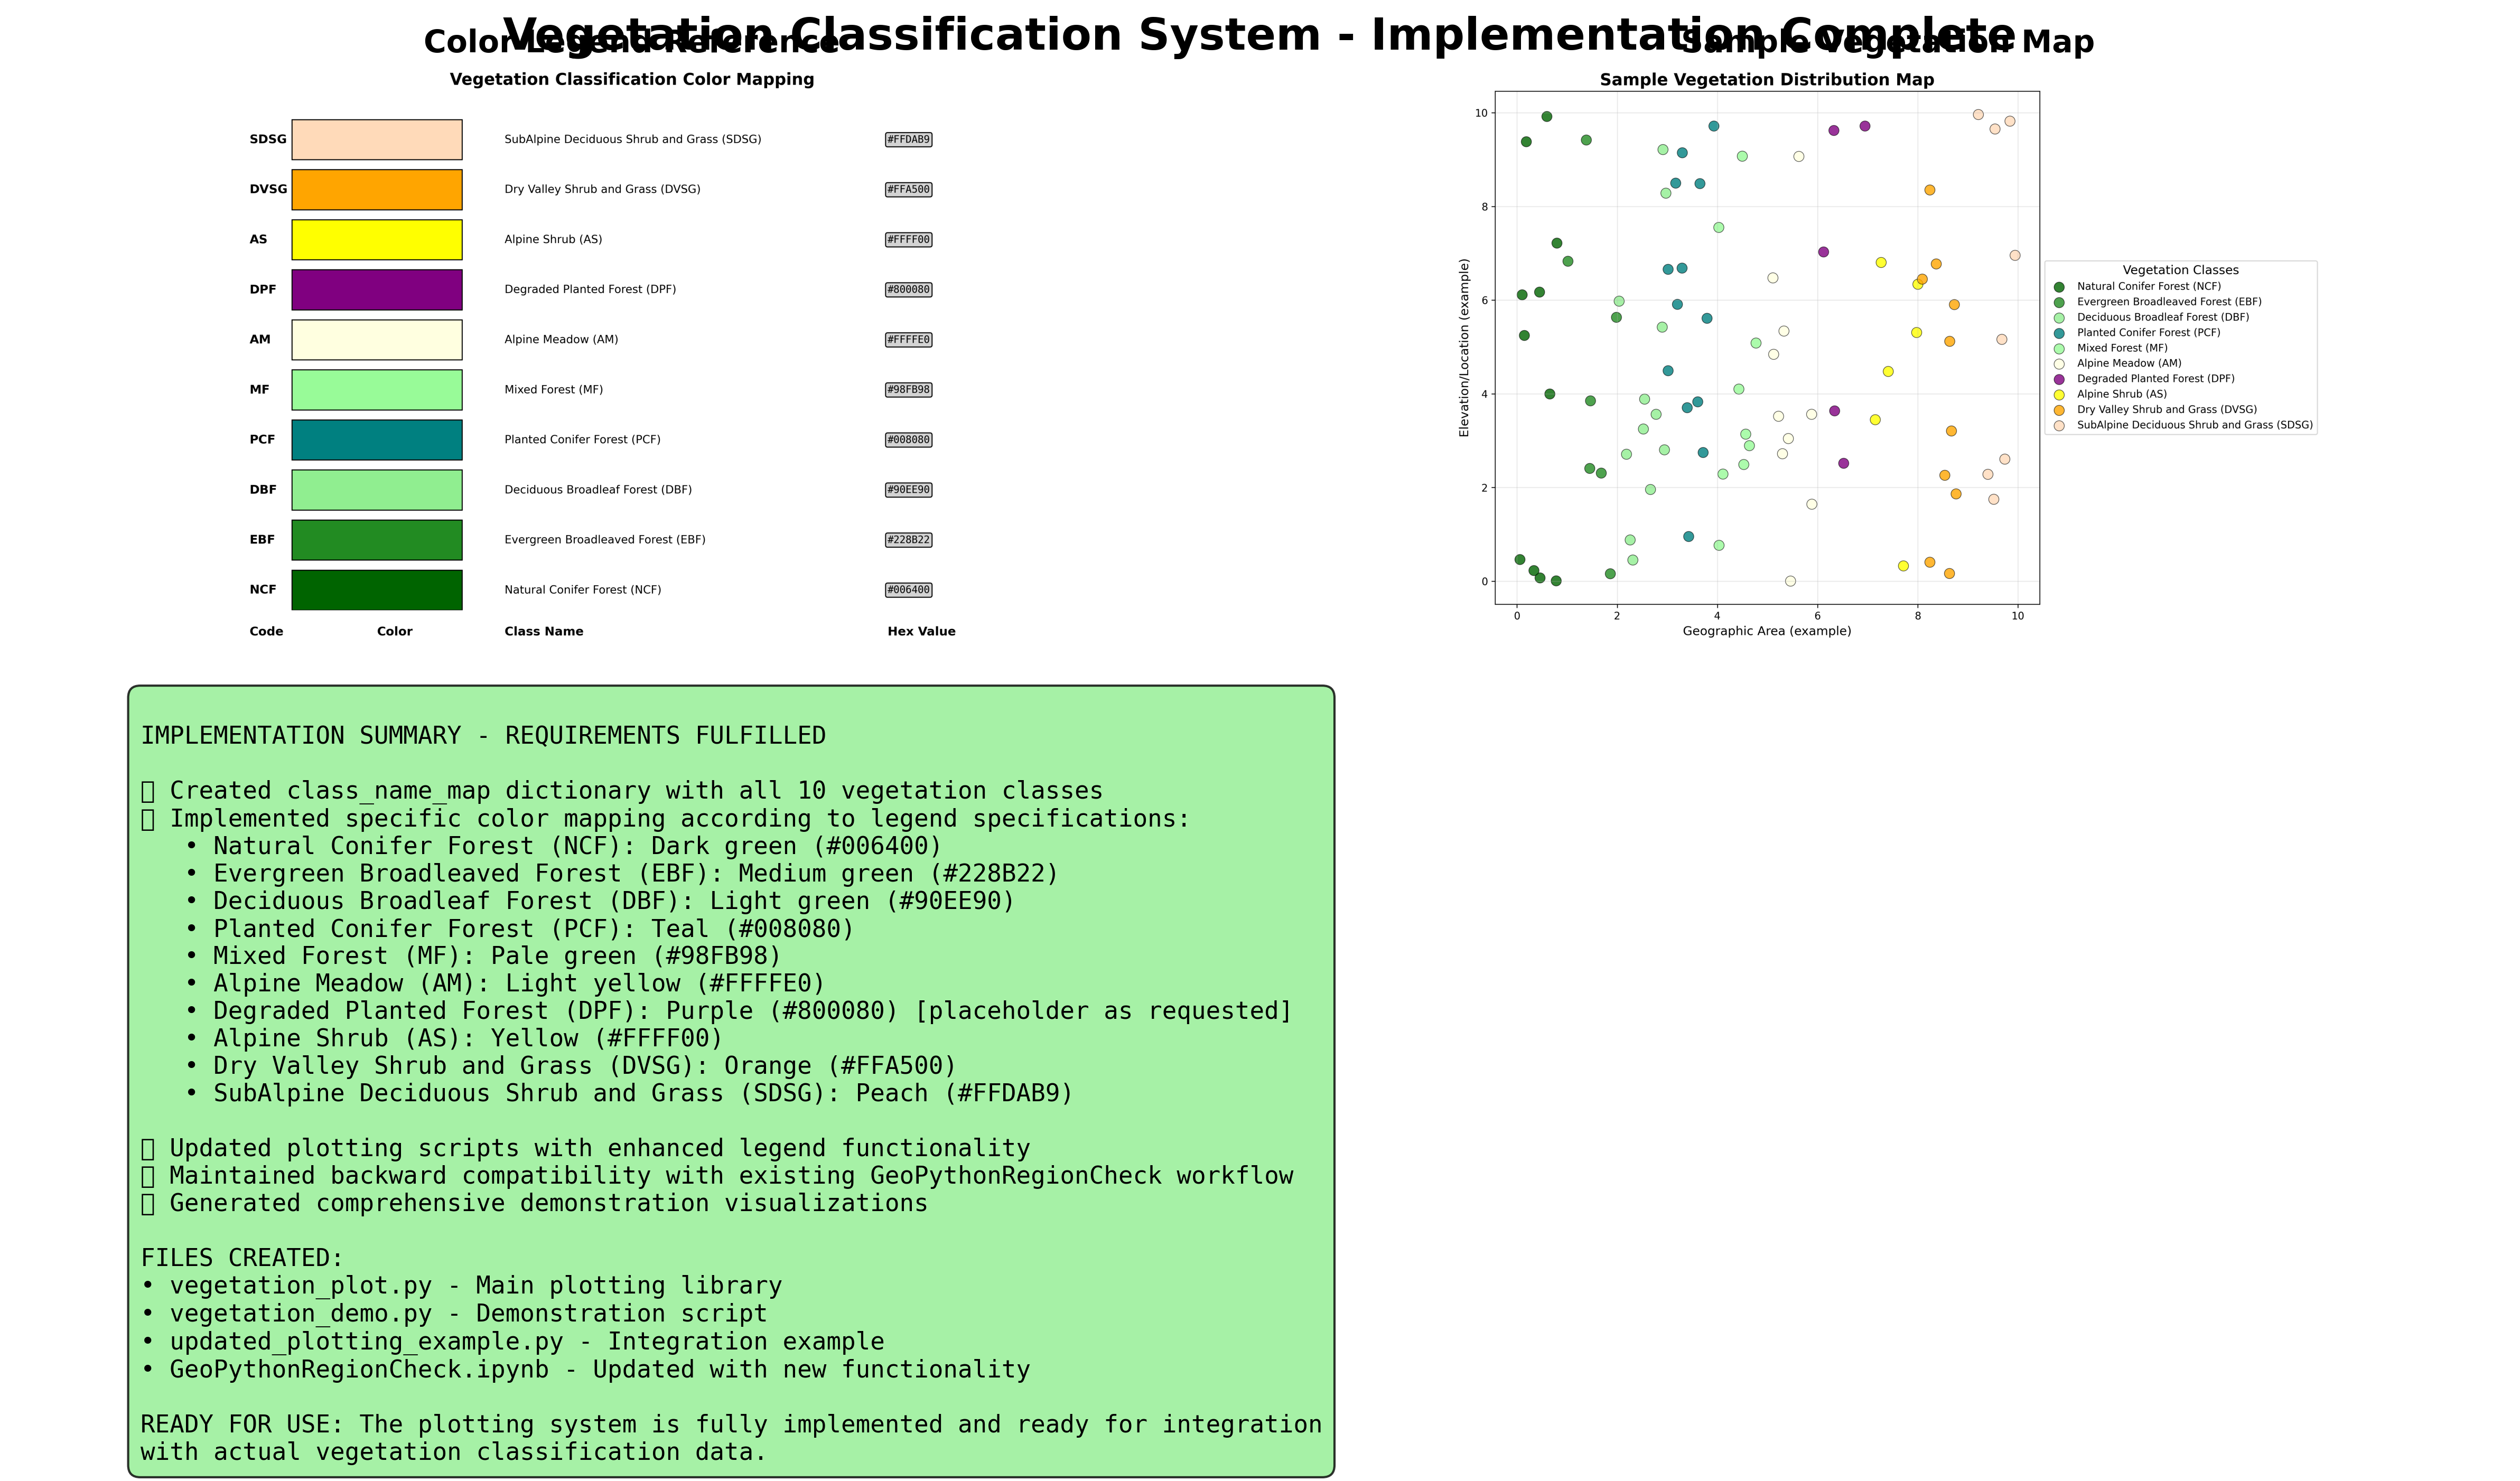 Vegetation Classification System - Implementation Complete
Color Legend Reference
Sample Vegetation Map
Vegetation Classification Color Mapping
SDSG SubAlpine Deciduous Shrub and Grass (SDSG) #FFDAB9
DVSG Dry Valley Shrub and Grass (DVSG) #FFA500
AS Alpine Shrub (AS) #FFFF00
DPF Degraded Planted Forest (DPF) #800080
AM Alpine Meadow (AM) #FFFFE0
MF Mixed Forest (MF) #98FB98
PCF Planted Conifer Forest (PCF) #008080
DBF Deciduous Broadleaf Forest (DBF) #90EE90
EBF Evergreen Broadleaved Forest (EBF) #228B22
NCF Natural Conifer Forest (NCF) #006400
Code Color Class Name Hex Value
Sample Vegetation Distribution Map
Elevation/Location (example)
10
8
6
4
2
0
0 2 4 6 8 10
Geographic Area (example)
Vegetation Classes
Natural Conifer Forest (NCF)
Evergreen Broadleaved Forest (EBF)
Deciduous Broadleaf Forest (DBF)
Planted Conifer Forest (PCF)
Mixed Forest (MF)
Alpine Meadow (AM)
Degraded Planted Forest (DPF)
Alpine Shrub (AS)
Dry Valley Shrub and Grass (DVSG)
SubAlpine Deciduous Shrub and Grass (SDSG)
IMPLEMENTATION SUMMARY - REQUIREMENTS FULFILLED
Created class_name_map dictionary with all 10 vegetation classes
Implemented specific color mapping according to legend specifications:
• Natural Conifer Forest (NCF): Dark green (#006400)
• Evergreen Broadleaved Forest (EBF): Medium green (#228B22)
• Deciduous Broadleaf Forest (DBF): Light green (#90EE90)
• Planted Conifer Forest (PCF): Teal (#008080)
• Mixed Forest (MF): Pale green (#98FB98)
• Alpine Meadow (AM): Light yellow (#FFFFE0)
• Degraded Planted Forest (DPF): Purple (#800080) [placeholder as requested]
• Alpine Shrub (AS): Yellow (#FFFF00)
• Dry Valley Shrub and Grass (DVSG): Orange (#FFA500)
• SubAlpine Deciduous Shrub and Grass (SDSG): Peach (#FFDAB9)
Updated plotting scripts with enhanced legend functionality
Maintained backward compatibility with existing GeoPythonRegionCheck workflow
Generated comprehensive demonstration visualizations
FILES CREATED:
• vegetation_plot.py - Main plotting library
• vegetation_demo.py - Demonstration script
• updated_plotting_example.py - Integration example
• GeoPythonRegionCheck.ipynb - Updated with new functionality
READY FOR USE: The plotting system is fully implemented and ready for integration
with actual vegetation classification data.